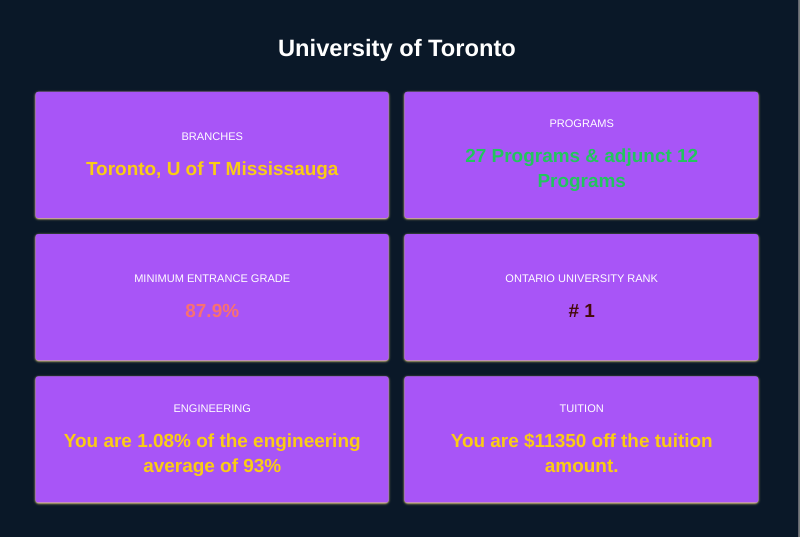 University of Toronto
BRANCHES
Toronto, U of T Mississauga
PROGRAMS
27 Programs & adjunct 12
Programs
MINIMUM ENTRANCE GRADE
87.9%
ONTARIO UNIVERSITY RANK
# 1
ENGINEERING
You are 1.08% of the engineering
average of 93%
TUITION
You are $11350 off the tuition
amount.